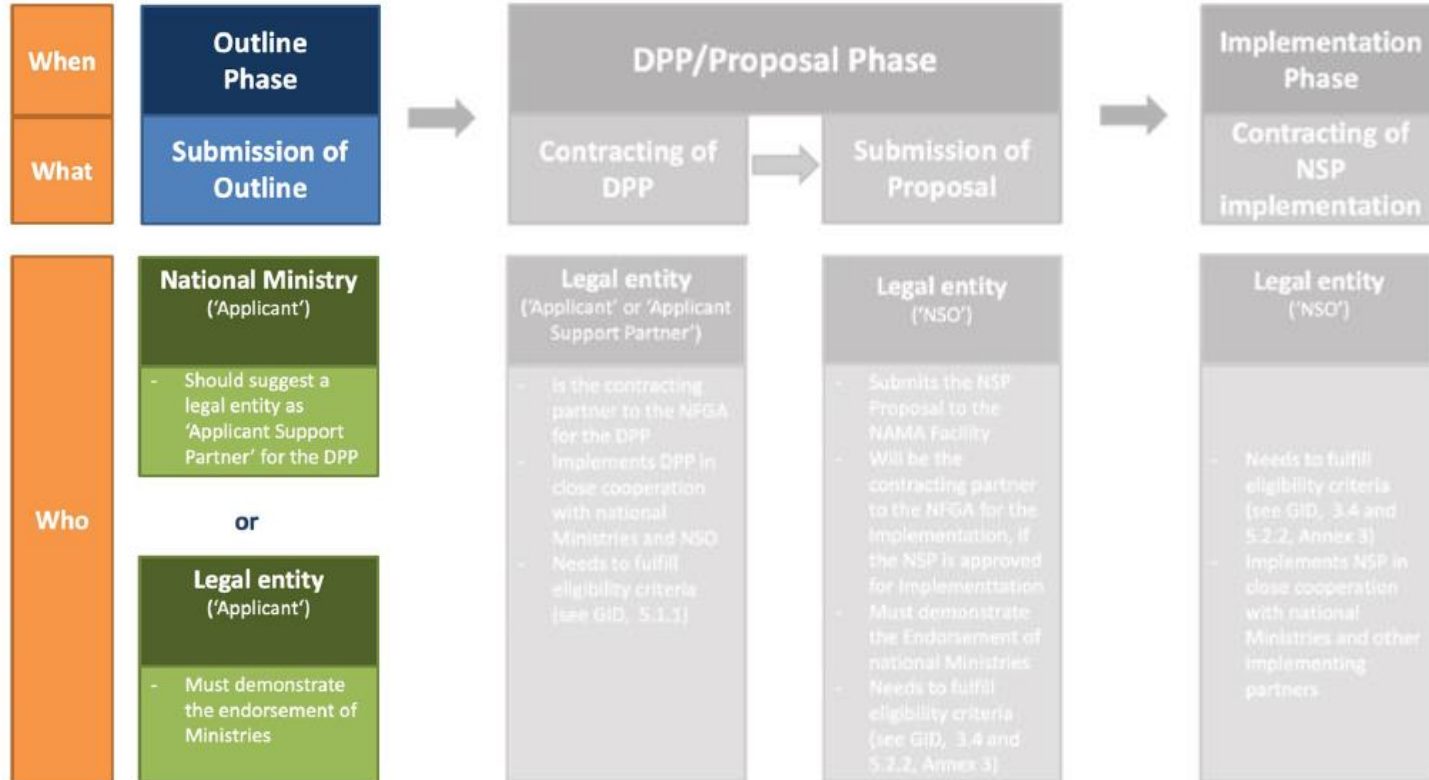 When
Outline
Phase
DPP/Proposal Phase
Implementation
Phase
What
Submission of
Outline
Contracting of
DPP
Submission of
Proposal
Contracting of
NSP
implementation
Who
National Ministry
('Applicant')
- Should suggest a
legal entity as
'Applicant Support
Partner' for the DPP
or
Legal entity
('Applicant')
- Must demonstrate
the endorsement of
Ministries
Legal entity
('Applicant' or 'Applicant
Support Partner')
- Is the contracting
partner to the NFGA
for the DPP
- Implements DPP in
close cooperation
with national
Ministries and NSO
- Needs to fulfill
eligibility criteria
(see GID, 5.1.1)
Legal entity
('NSO')
- Submits the NSP
Proposal to the
NAMA Facility
- Will be the
contracting partner
to the NFGA for the
Implementation, if
the NSP is approved
for Implementtation
- Must demonstrate
the Endorsement of
national Ministries
- Needs to fulfill
eligibility criteria
(see GID, 3.4 and
5.2.2, Annex 3)
Legal entity
('NSO')
- Needs to fulfill
eligibility criteria
(see GID, 3.4 and
5.2.2, Annex 3)
- Implements NSP in
close cooperation
with national
Ministries and other
implementing
partners